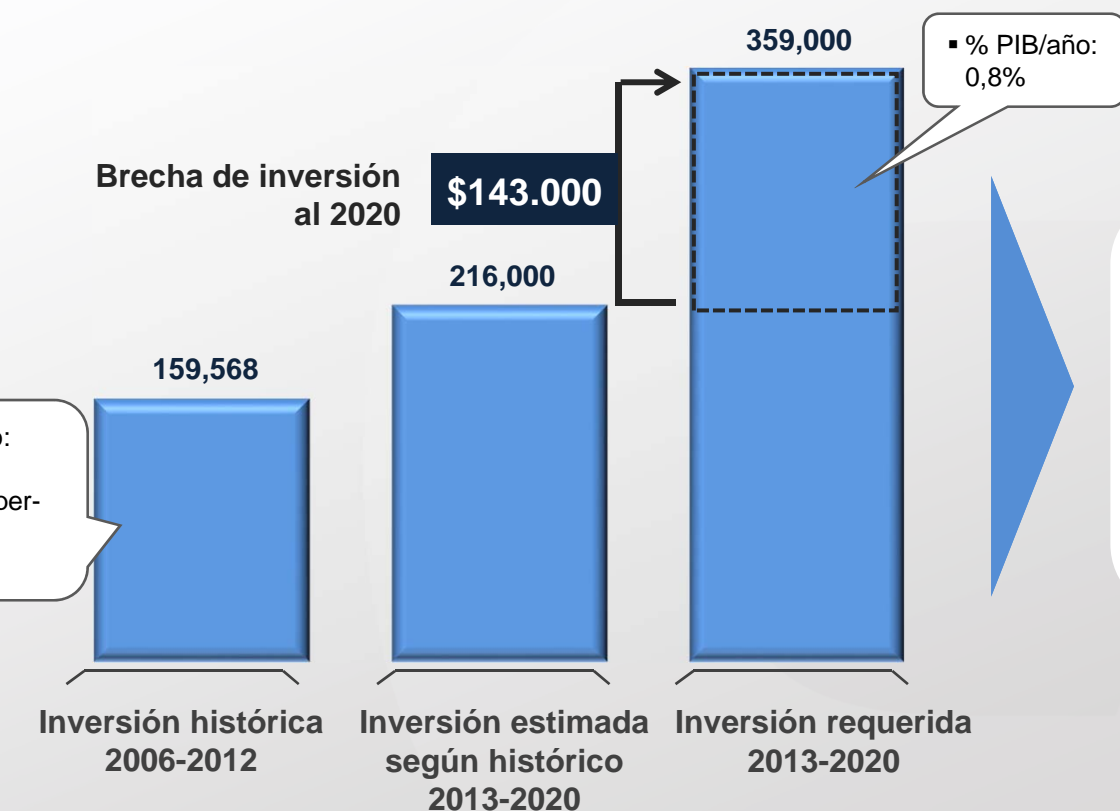 359,000
▪ % PIB/año:
0,8%
Brecha de inversión
al 2020
$143.000
216,000
159,568
Inversión histórica
2006-2012
Inversión estimada
según histórico
2013-2020
Inversión requerida
2013-2020